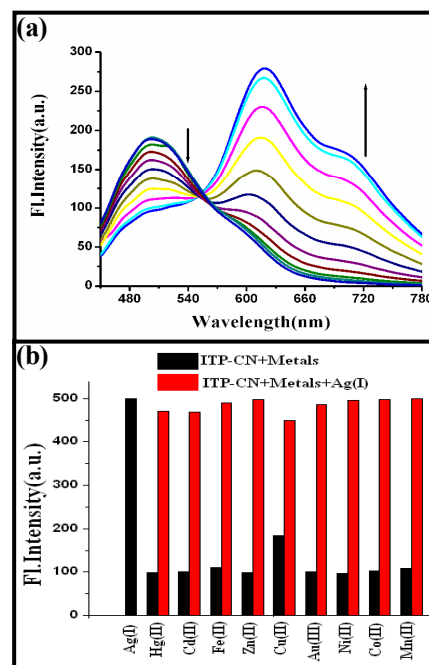 (a)
300
250
200
150
100
50
0
Fl.Intensity(a.u.)
480 540 600 660 720 780
Wavelength(nm)
(b)
ITP-CN+Metals
ITP-CN+Metals+Ag(I)
500
400
300
200
100
0
Fl.Intensity(a.u.)
Ag(I) Hg(II) Cd(II) Fe(II) Zn(II) Cu(II) Au(III) Ni(II) Co(II) Mn(II)